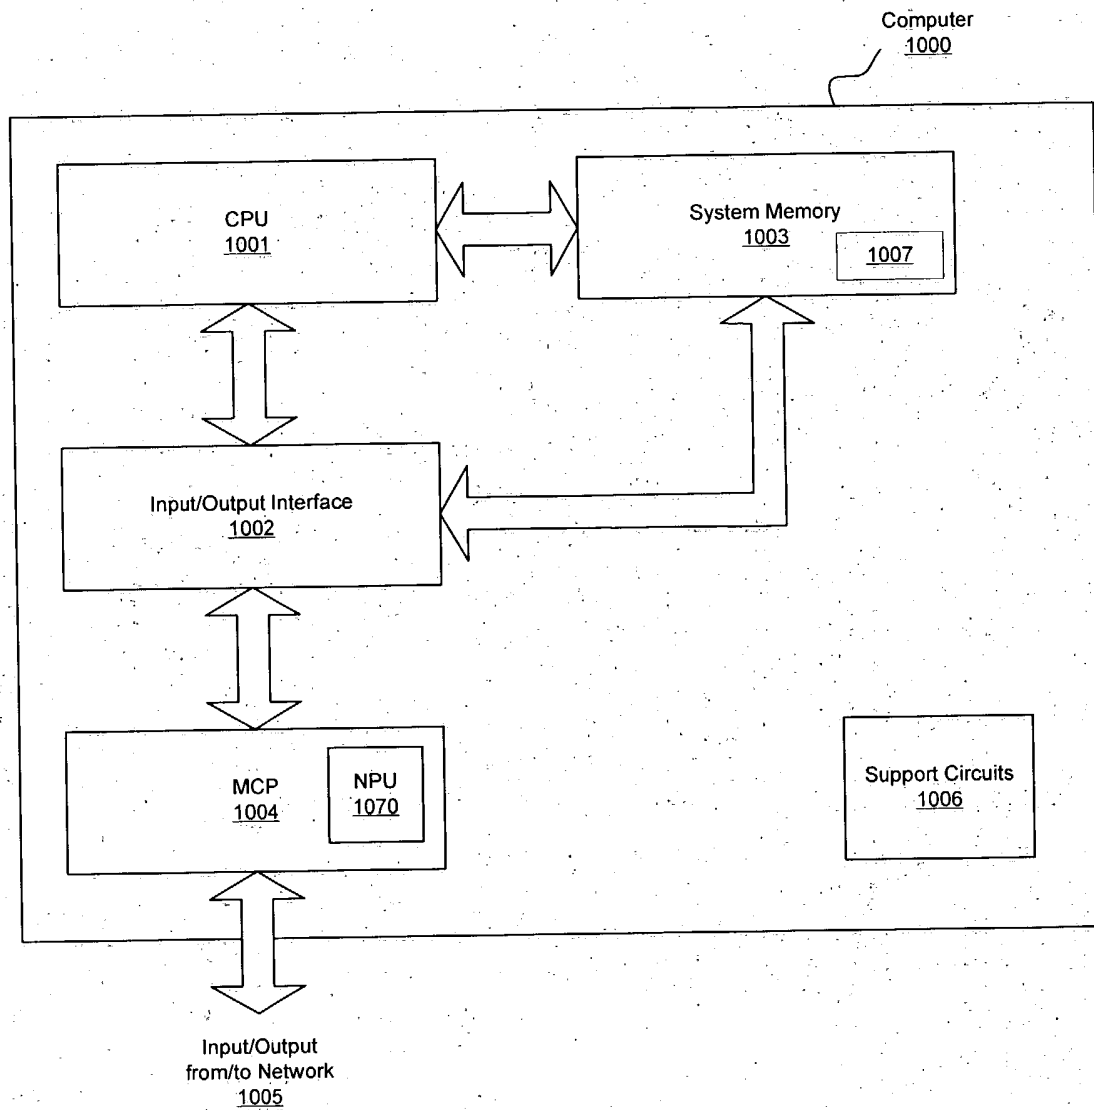 Computer
1000
CPU
1001
System Memory
1003
1007
Input/Output Interface
1002
MCP
1004
NPU
1070
Support Circuits
1006
Input/Output
from/to Network
1005